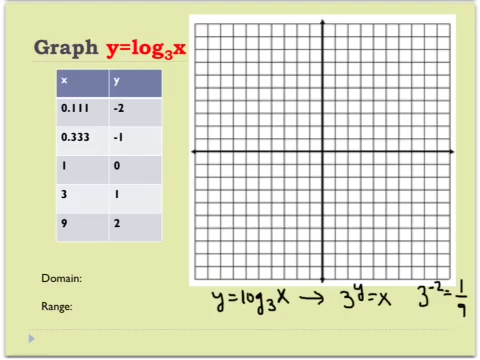 Graph y=log₃x
x y
0.111 -2
0.333 -1
1 0
3 1
9 2
Domain:
Range:
y=log₃x → 3^y=x 3^-2=1/9